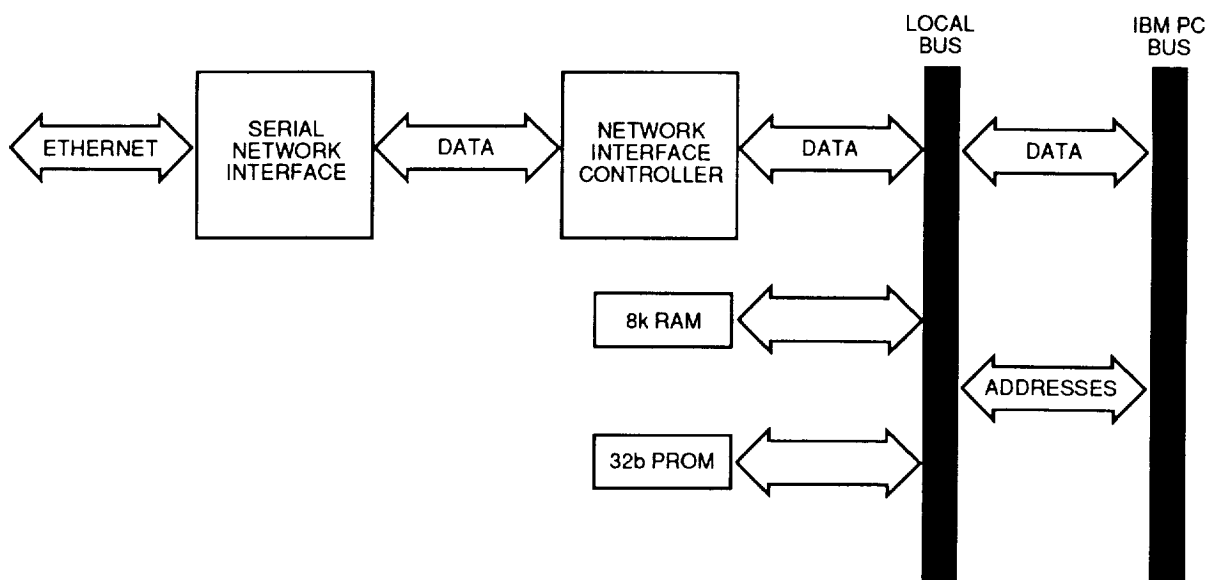 LOCAL
BUS
IBM PC
BUS
ETHERNET
SERIAL
NETWORK
INTERFACE
DATA
NETWORK
INTERFACE
CONTROLLER
DATA
DATA
8k RAM
ADDRESSES
32b PROM